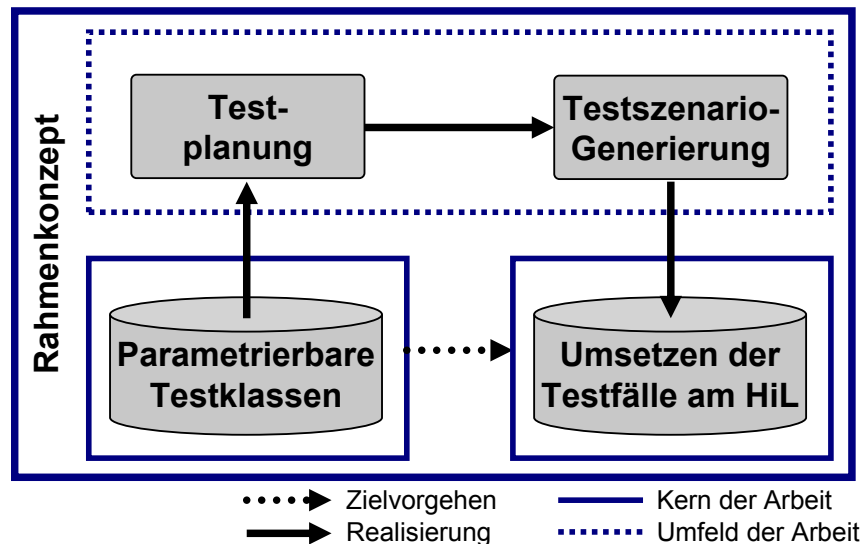 Rahmenkonzept
Test-
planung
Testszenario-
Generierung
Parametrierbare
Testklassen
Umsetzen der
Testfälle am HiL
Zielvorgehen
Realisierung
Kern der Arbeit
Umfeld der Arbeit